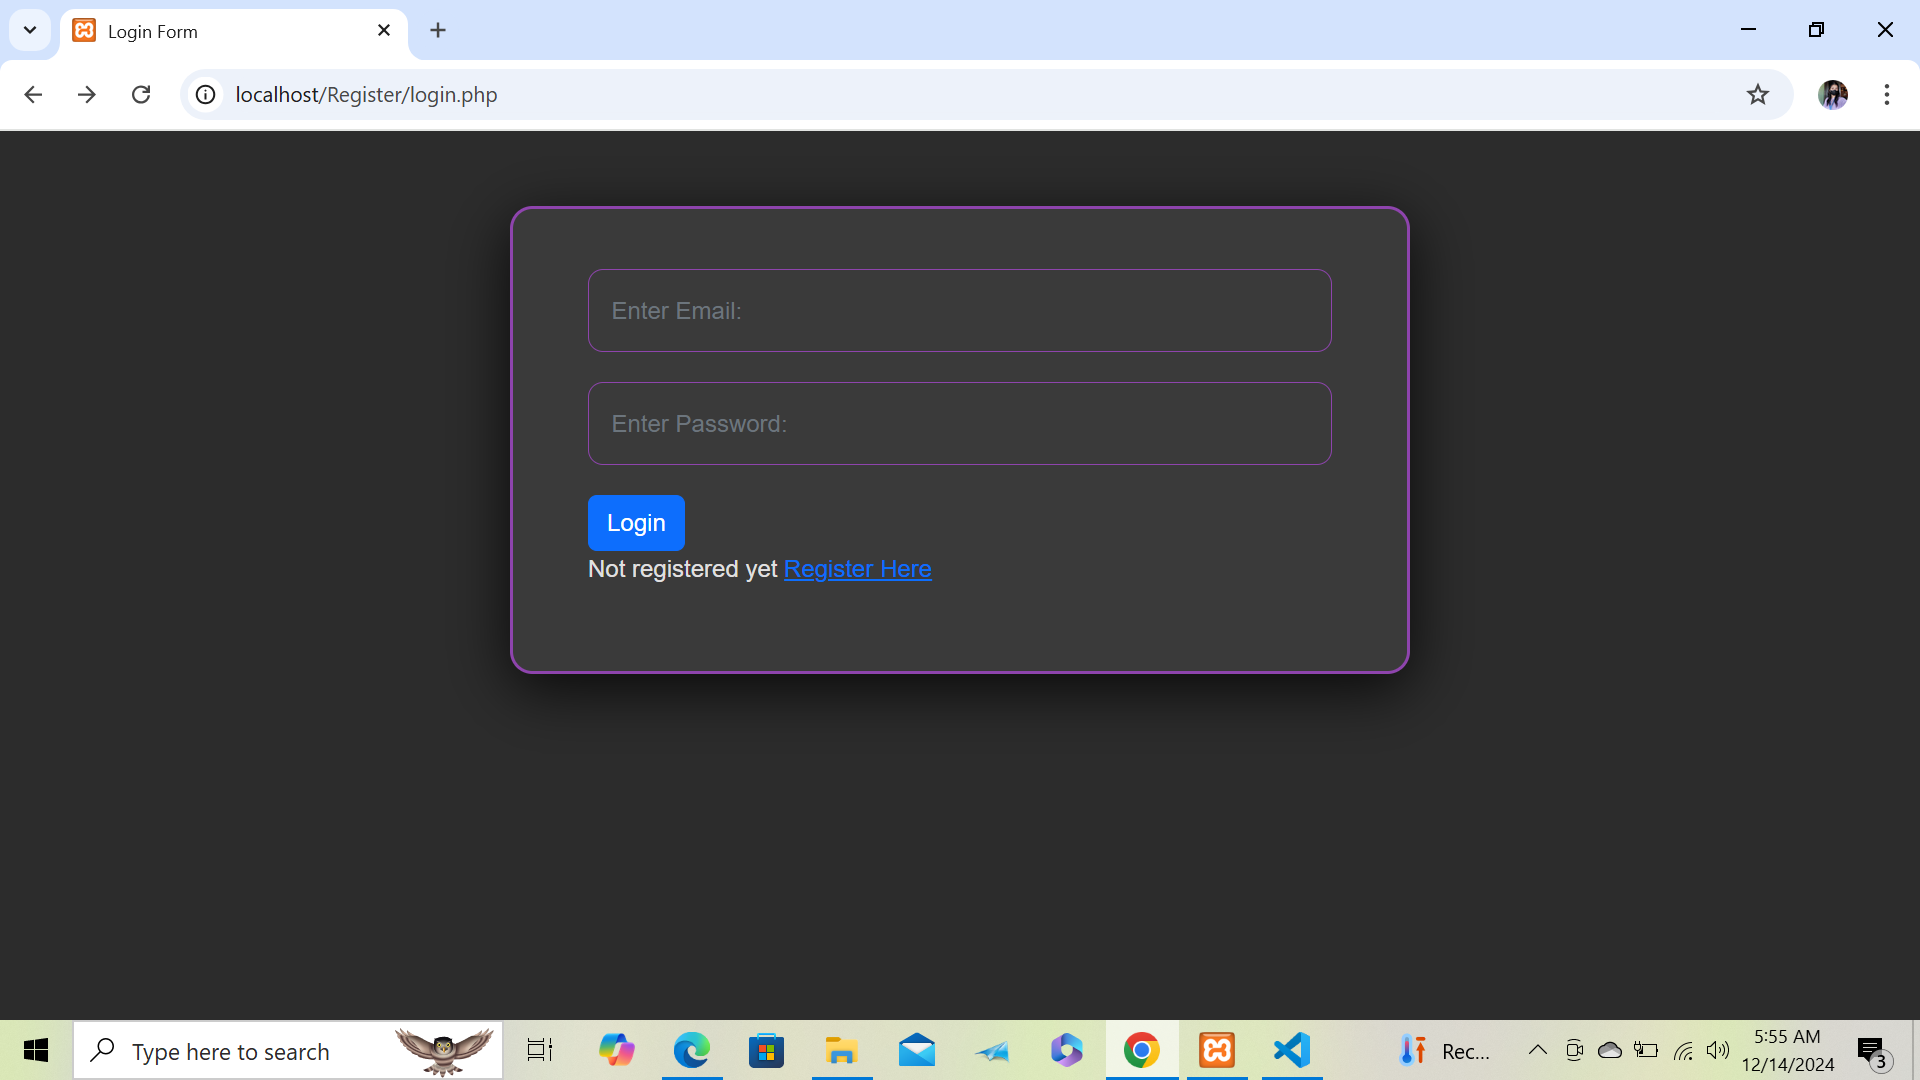 Login Form
localhost/Register/login.php
Enter Email:
Enter Password:
Login
Not registered yet Register Here
Type here to search
Rec...
5:55 AM
12/14/2024
3